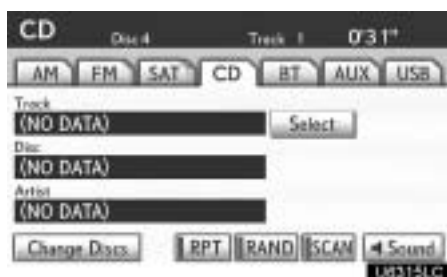 CD Disc 4 Track 1 0'31"
AM FM SAT CD BT AUX USB
Track
(NO DATA) Select
Disc
(NO DATA)
Artist
(NO DATA)
Change Discs RPT RAND SCAN Sound